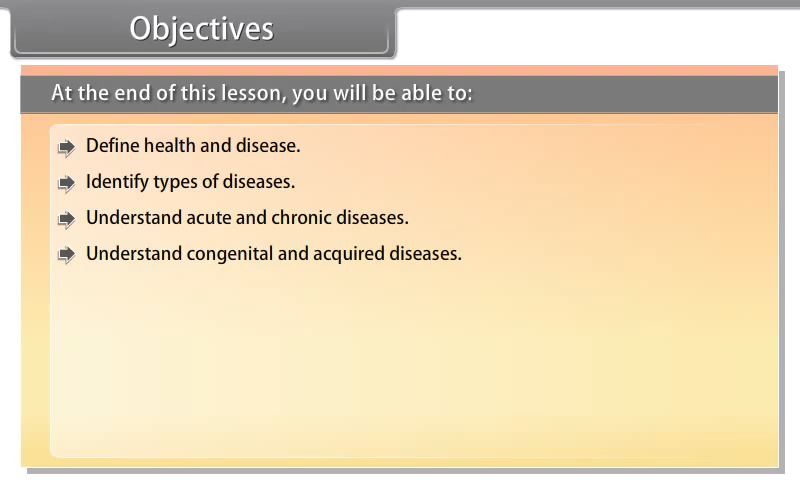 Objectives
At the end of this lesson, you will be able to:
Define health and disease.
Identify types of diseases.
Understand acute and chronic diseases.
Understand congenital and acquired diseases.